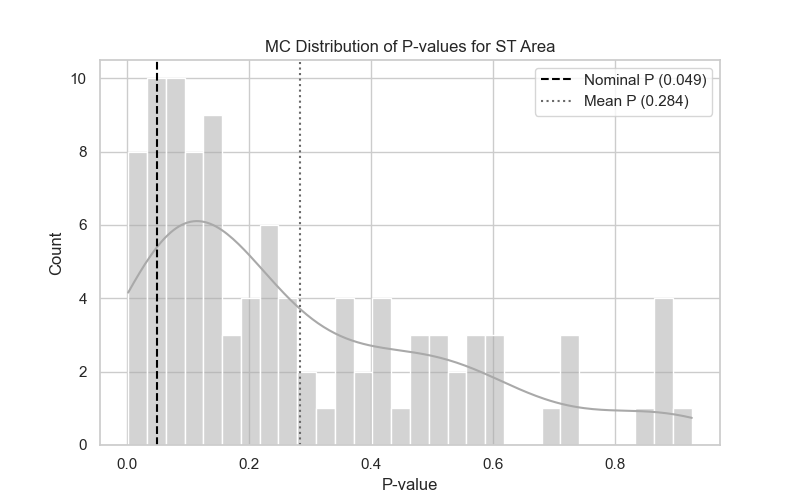 MC Distribution of P-values for ST Area
Nominal P (0.049)
Mean P (0.284)
Count
10
8
6
4
2
0
0.0 0.2 0.4 0.6 0.8
P-value